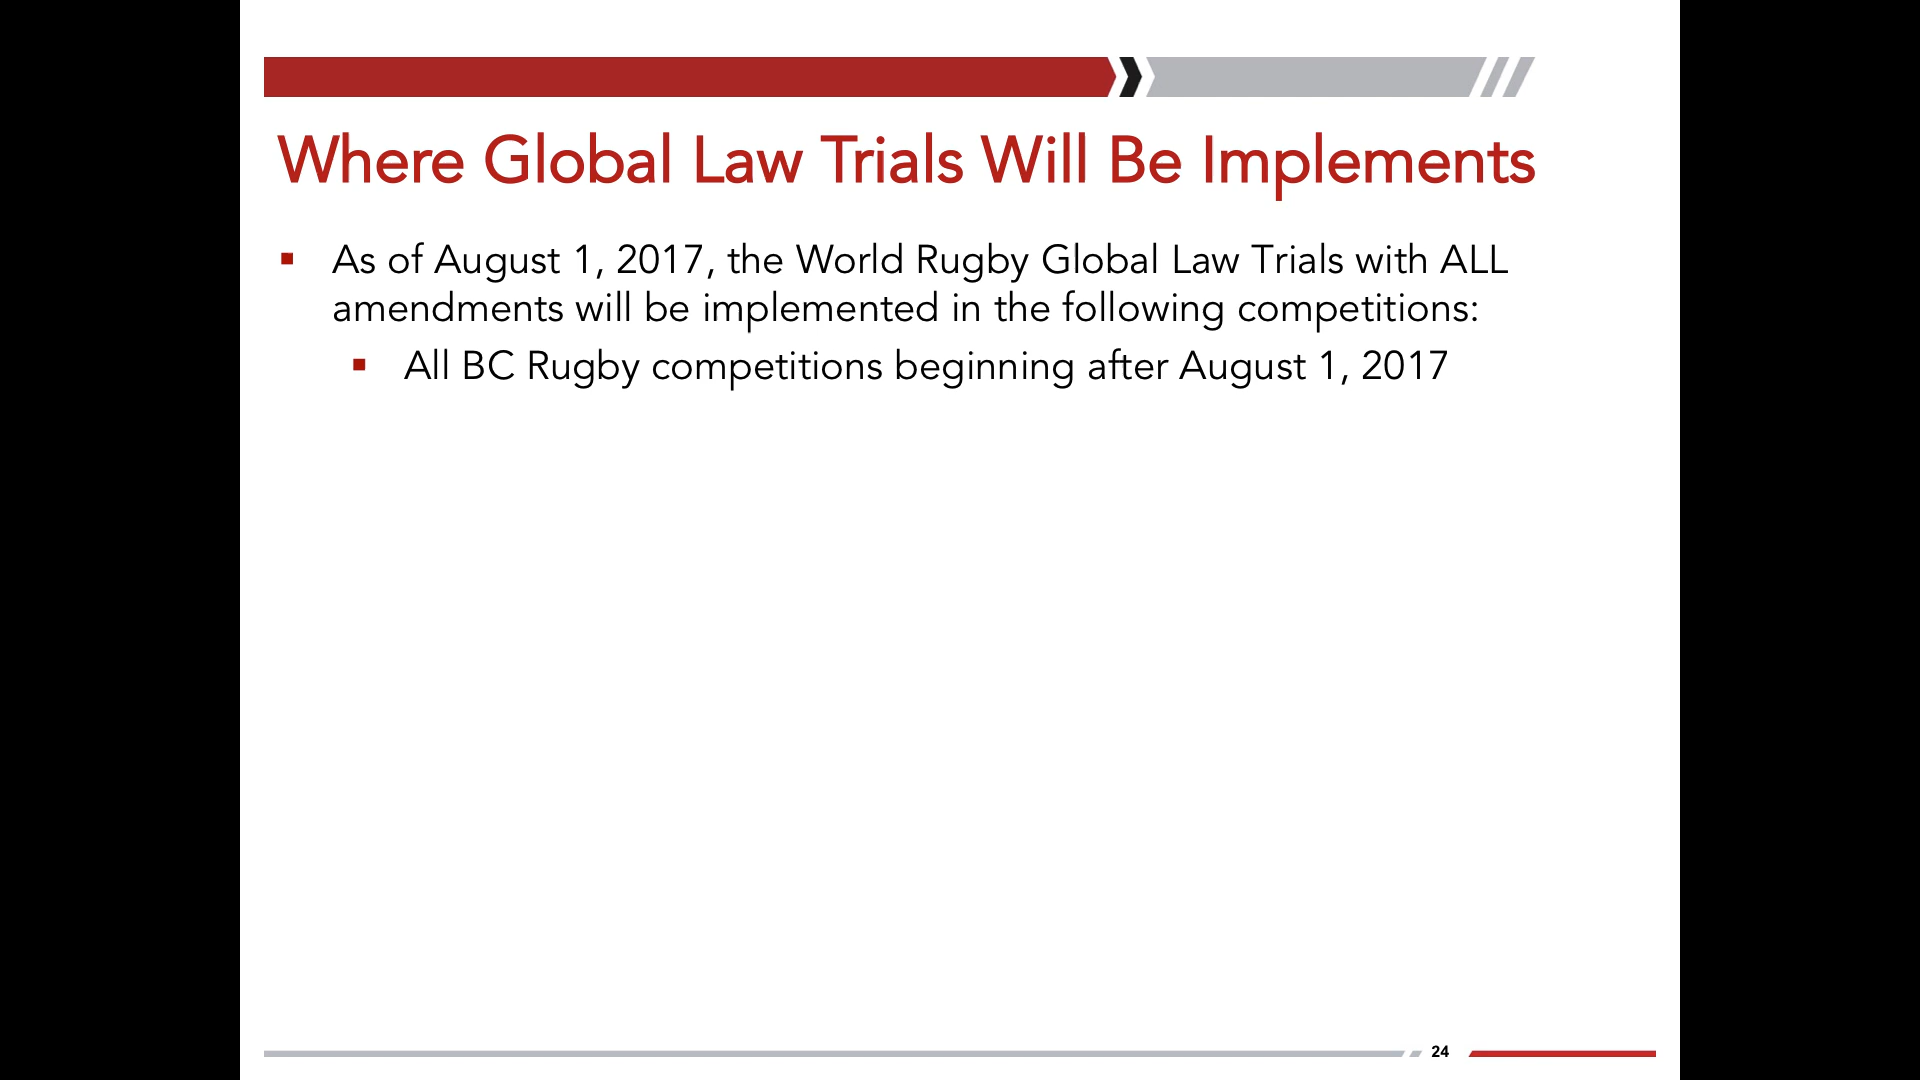 Where Global Law Trials Will Be Implements
As of August 1, 2017, the World Rugby Global Law Trials with ALL
amendments will be implemented in the following competitions:
All BC Rugby competitions beginning after August 1, 2017
24